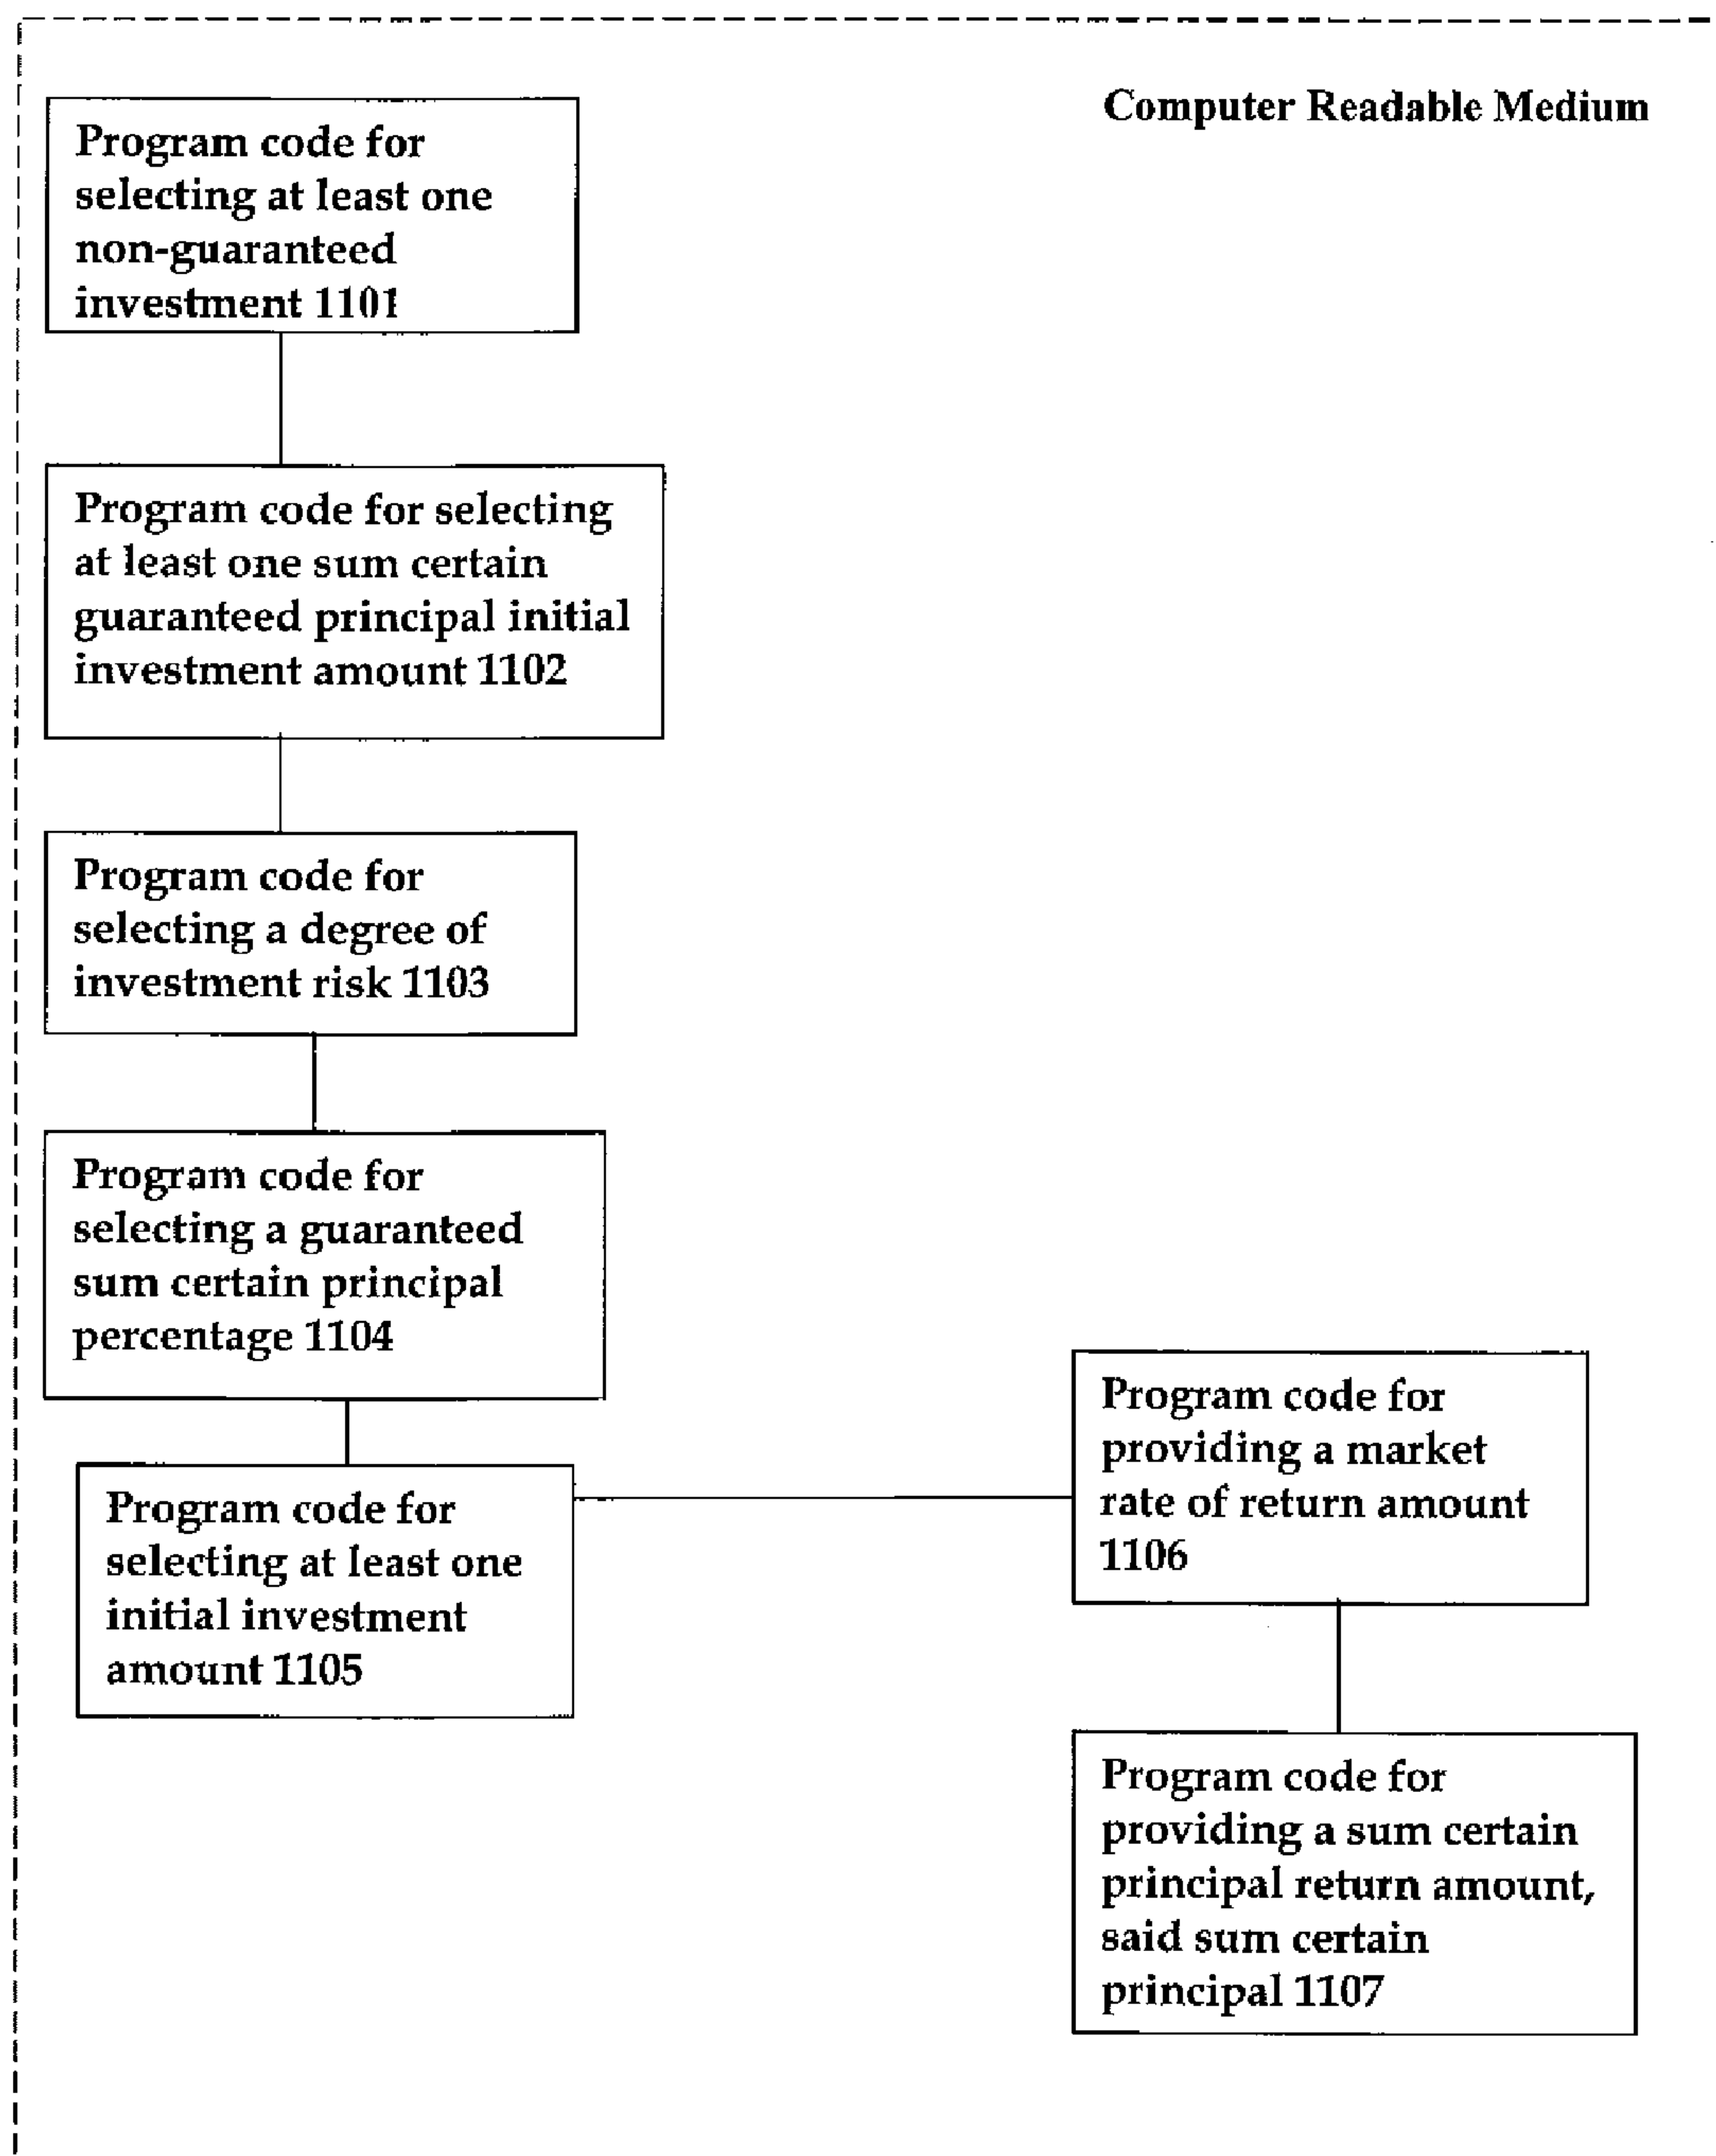 Computer Readable Medium
Program code for
selecting at least one
non-guaranteed
investment 1101
Program code for selecting
at least one sum certain
guaranteed principal initial
investment amount 1102
Program code for
selecting a degree of
investment risk 1103
Program code for
selecting a guaranteed
sum certain principal
percentage 1104
Program code for
selecting at least one
initial investment
amount 1105
Program code for
providing a market
rate of return amount
1106
Program code for
providing a sum certain
principal return amount,
said sum certain
principal 1107